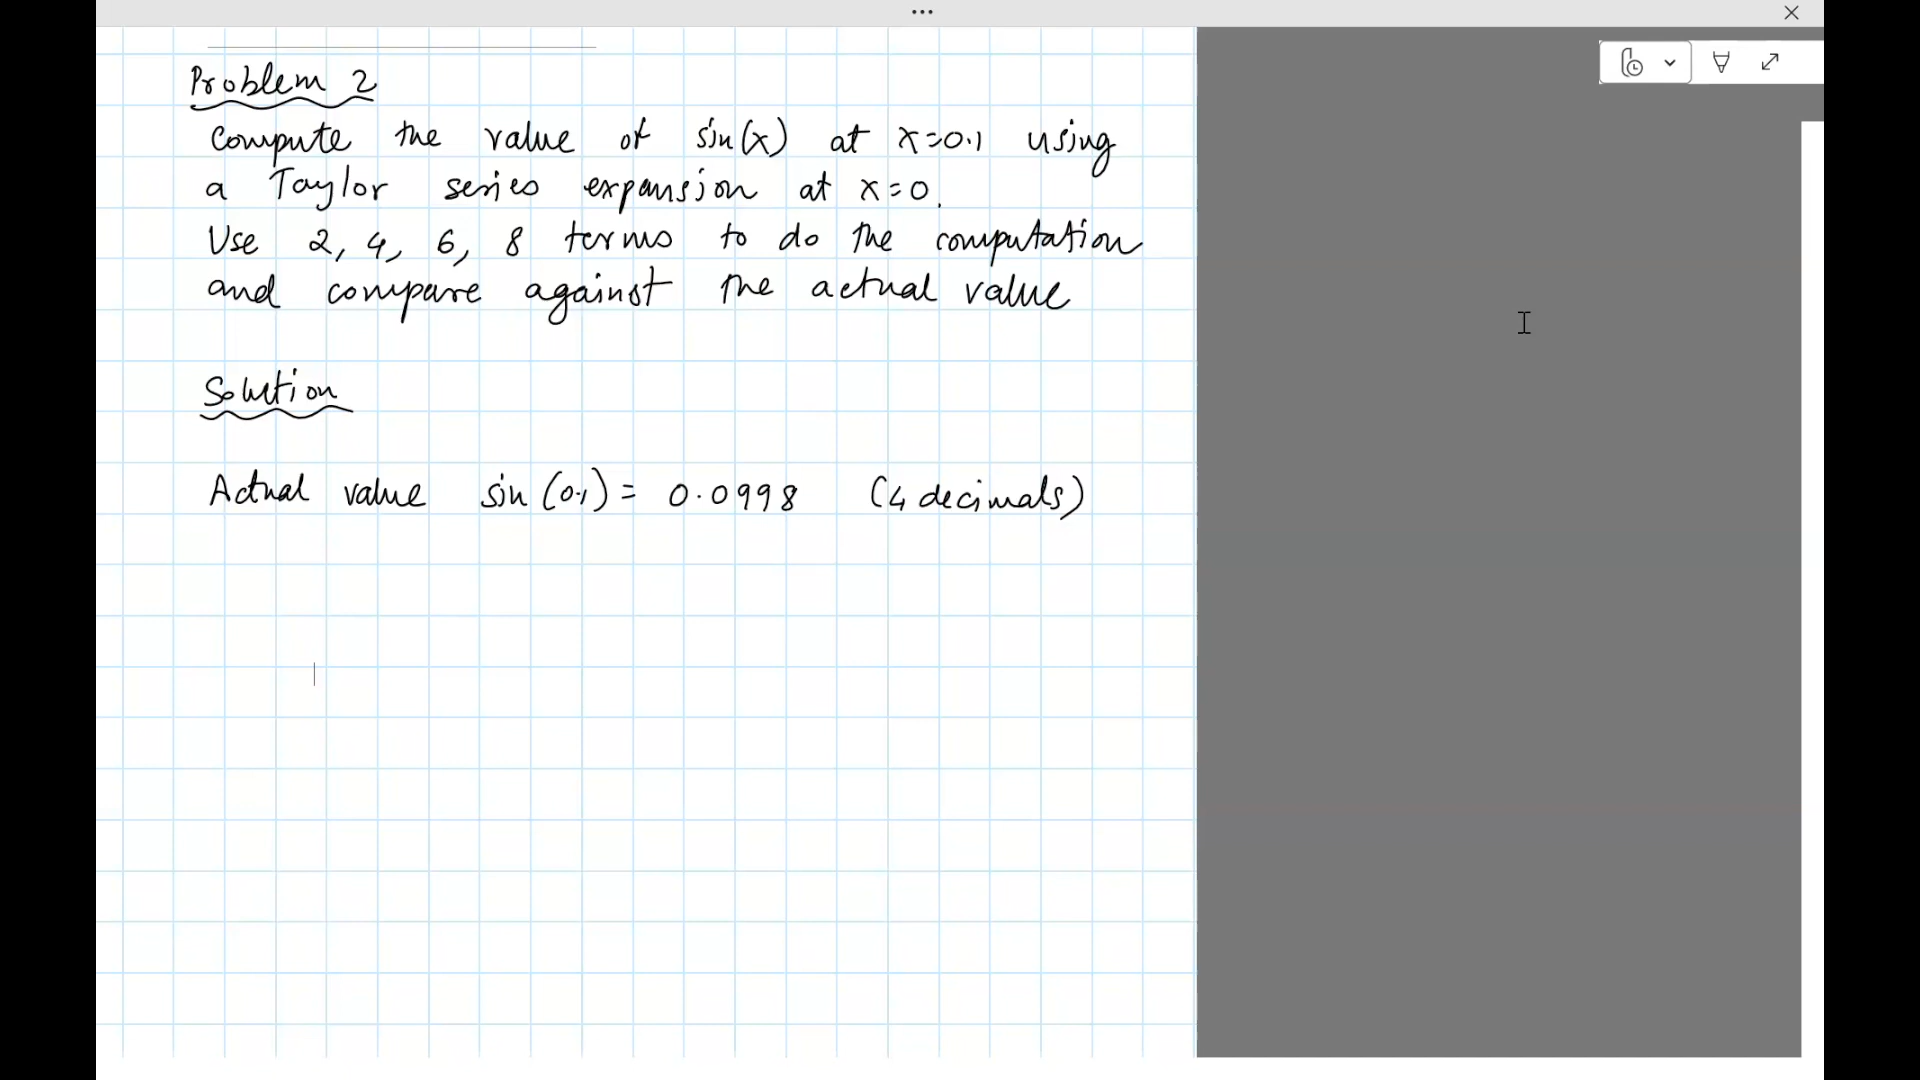 Problem 2
Compute the value of sin(x) at x=0.1 using
a Taylor series expansion at x=0.
Use 2, 4, 6, 8 terms to do the computation
and compare against the actual value
Solution
Actual value sin(0.1) = 0.0998 (4 decimals)